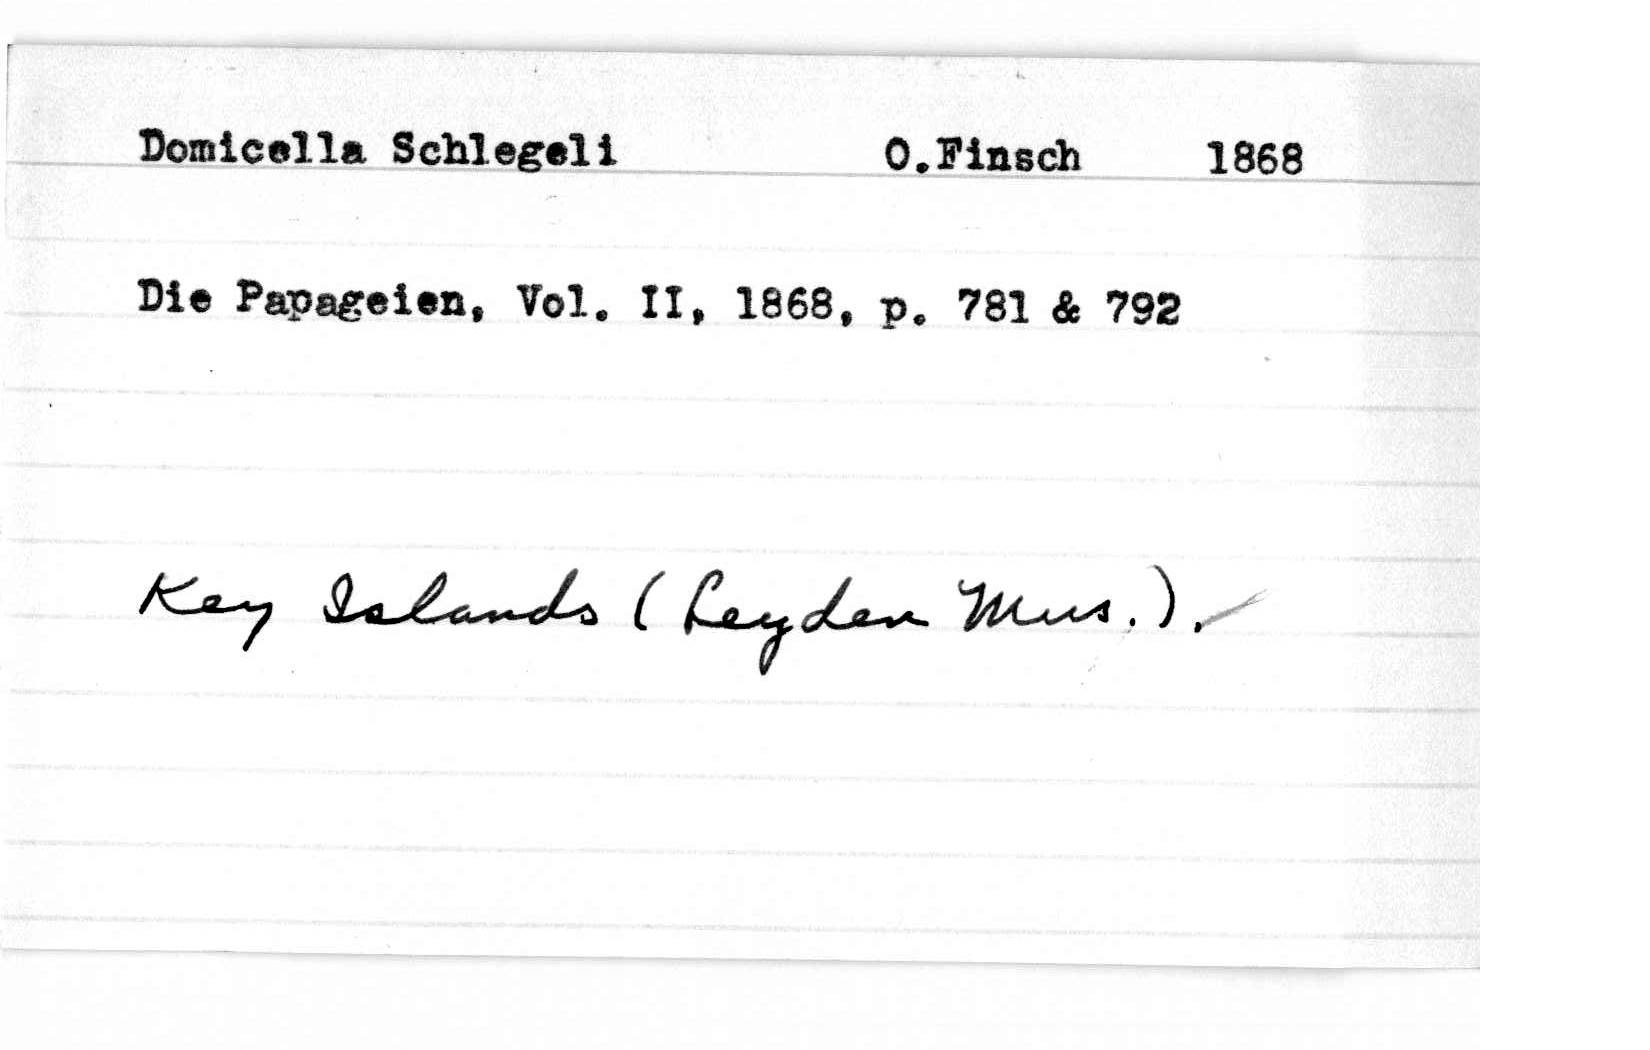 Domicella Schlegeli O.Finsch 1868
Die Papageien, Vol. II, 1868, p. 781 & 792
Key Islands (Leyden Mus.).